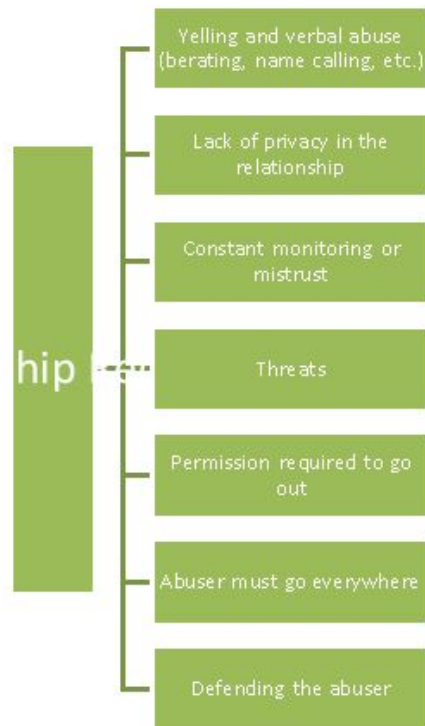 Yelling and verbal abuse
(berating, name calling, etc.)
Lack of privacy in the
relationship
Constant monitoring or
mistrust
hip
Threats
Permission required to go
out
Abuser must go everywhere
Defending the abuser